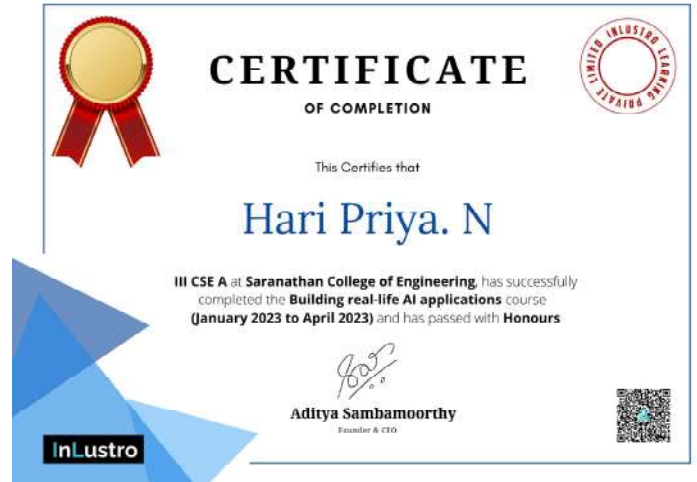 CERTIFICATE
OF COMPLETION
INLUSTRO LEARNING PRIVATE LIMITED
This Certifies that
Hari Priya. N
III CSE A at Saranathan College of Engineering, has successfully
completed the Building real-life AI applications course
(January 2023 to April 2023) and has passed with Honours
Aditya Sambamoorthy
Founder & CEO
InLustro